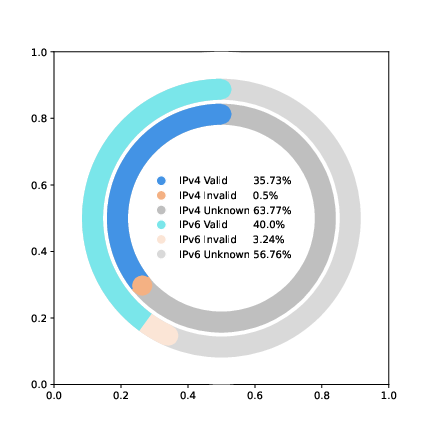 1.0
0.8
0.6
0.4
0.2
0.0
IPv4 Valid 35.73%
IPv4 Invalid 0.5%
IPv4 Unknown 63.77%
IPv6 Valid 40.0%
IPv6 Invalid 3.24%
IPv6 Unknown 56.76%
0.0 0.2 0.4 0.6 0.8 1.0